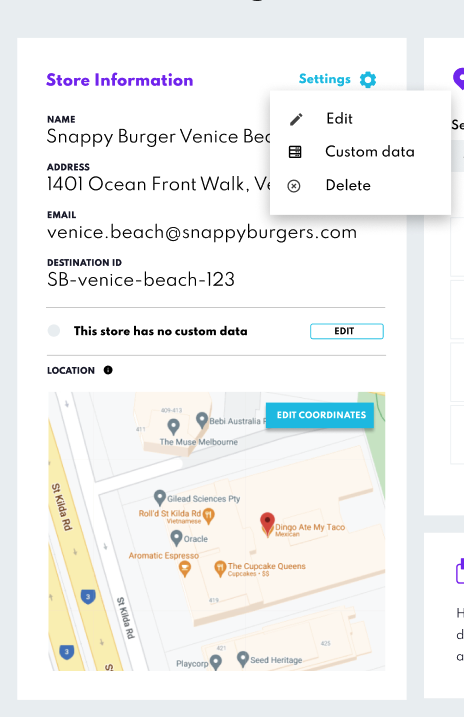 Store Information
Settings
NAME
Snappy Burger Venice
Edit
Custom data
Delete
ADDRESS
1401 Ocean Front Walk,
EMAIL
venice.beach@snappyburgers.com
DESTINATION ID
SB-venice-beach-123
This store has no custom data
EDIT
LOCATION
EDIT COORDINATES
409-413
411
Bebi Australia
The Muse Melbourne
St Kilda Rd
Gilead Sciences Pty
Roll'd St Kilda Rd
Vietnamese
Dingo Ate My Taco
Mexican
Oracle
Aromatic Espresso
The Cupcake Queens
Cupcakes • $$
3
419
St Kilda Rd
421
425
3
Playcorp
Seed Heritage